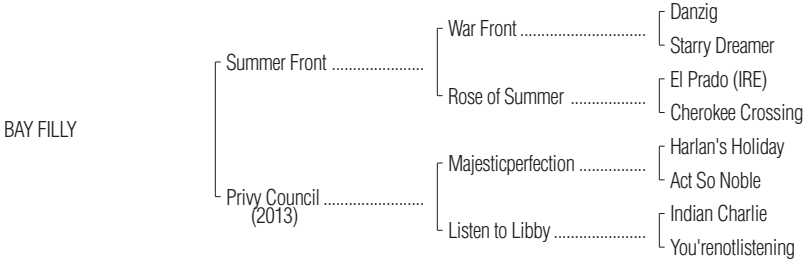 Danzig
War Front ..............................
Starry Dreamer
Summer Front ......................
El Prado (IRE)
Rose of Summer ..................
Cherokee Crossing
BAY FILLY
Harlan's Holiday
Majesticperfection ................
Act So Noble
Privy Council ........................
(2013)
Indian Charlie
Listen to Libby ......................
You'renotlistening